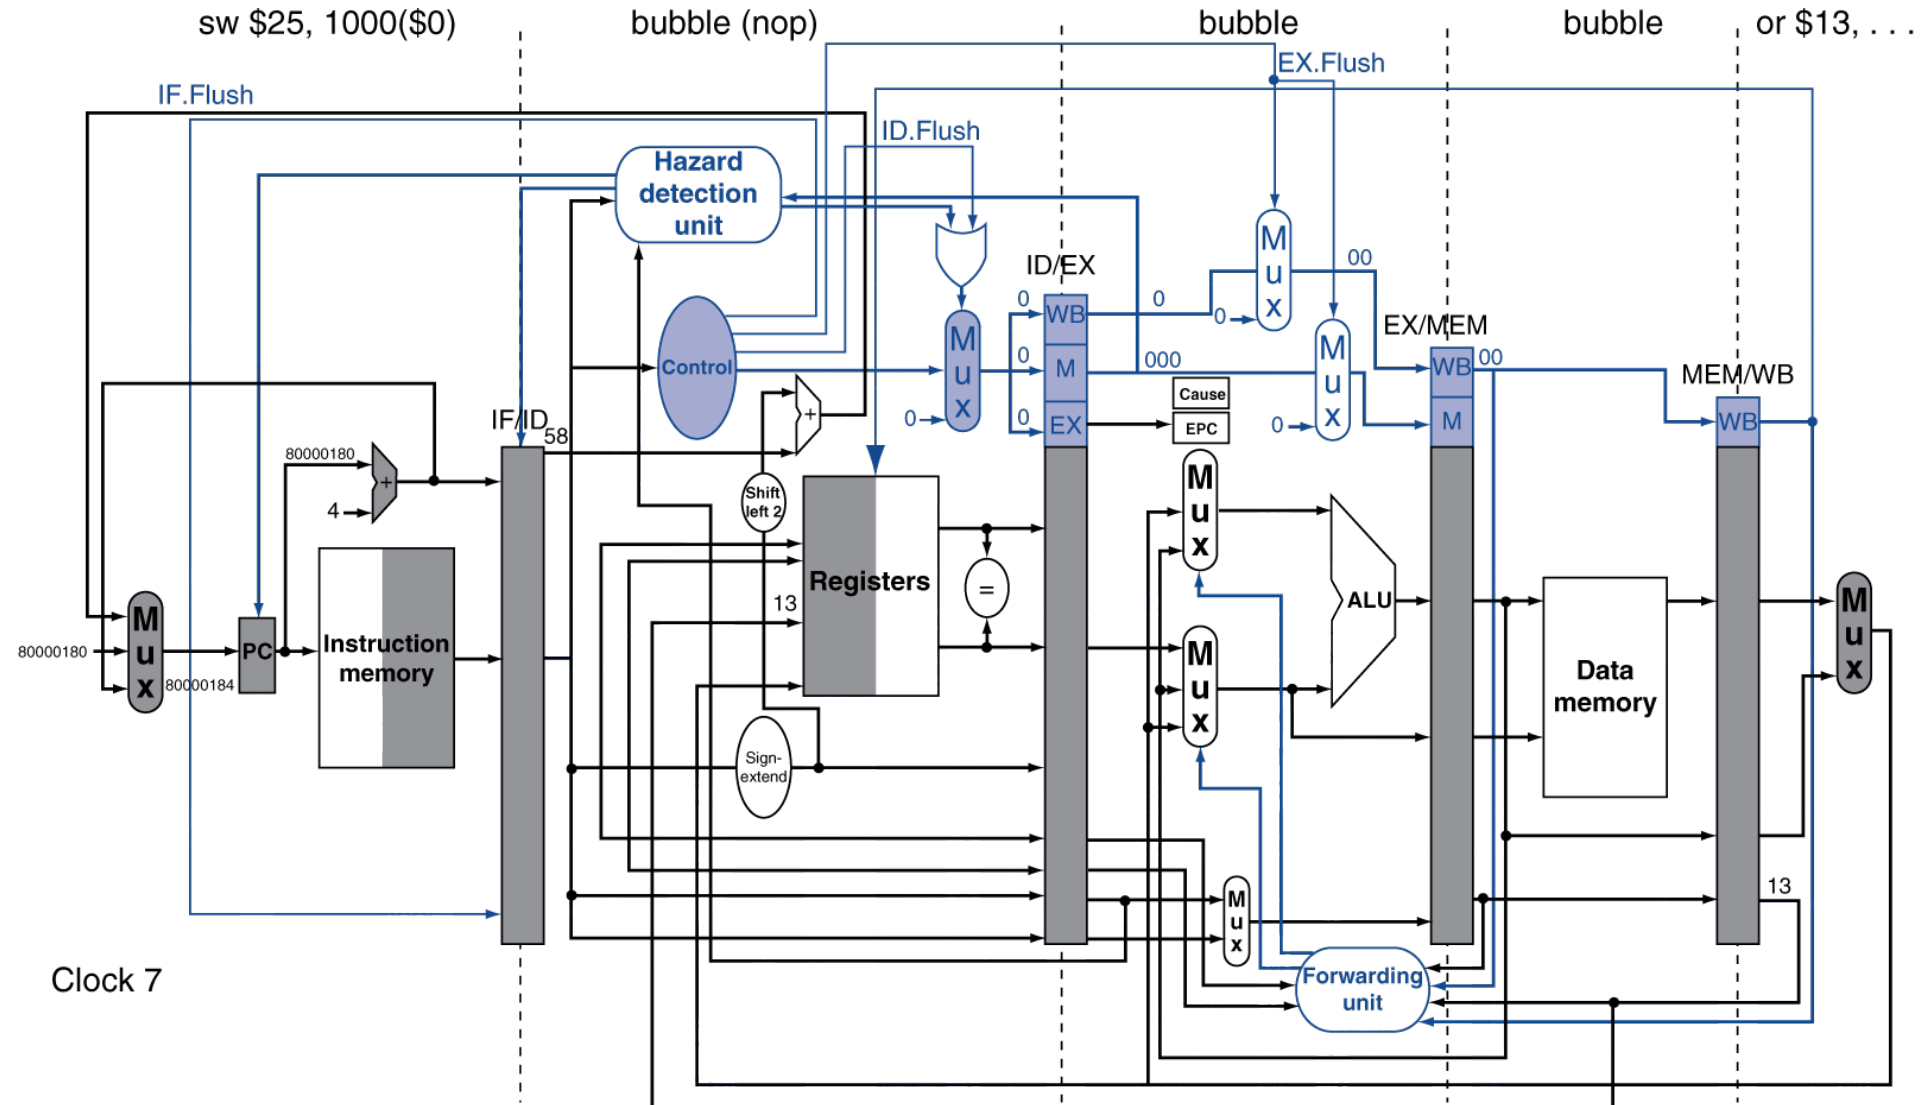 sw $25, 1000($0)
bubble (nop)
bubble
bubble
or $13, . . .
EX.Flush
IF.Flush
ID.Flush
Hazard
detection
unit
M
u
x
0
ID/EX
0
WB
0
00
M
u
x
0
EX/MEM
Control
M
u
x
0
0
M
000
Cause
EPC
0
EX
WB
00
M
MEM/WB
WB
IF/ID
58
+
80000180
+
4
Shift
left 2
M
u
x
Registers
=
13
ALU
M
u
x
80000180
80000184
PC
Instruction
memory
M
u
x
Data
memory
M
u
x
Sign-
extend
M
u
x
13
Clock 7
Forwarding
unit